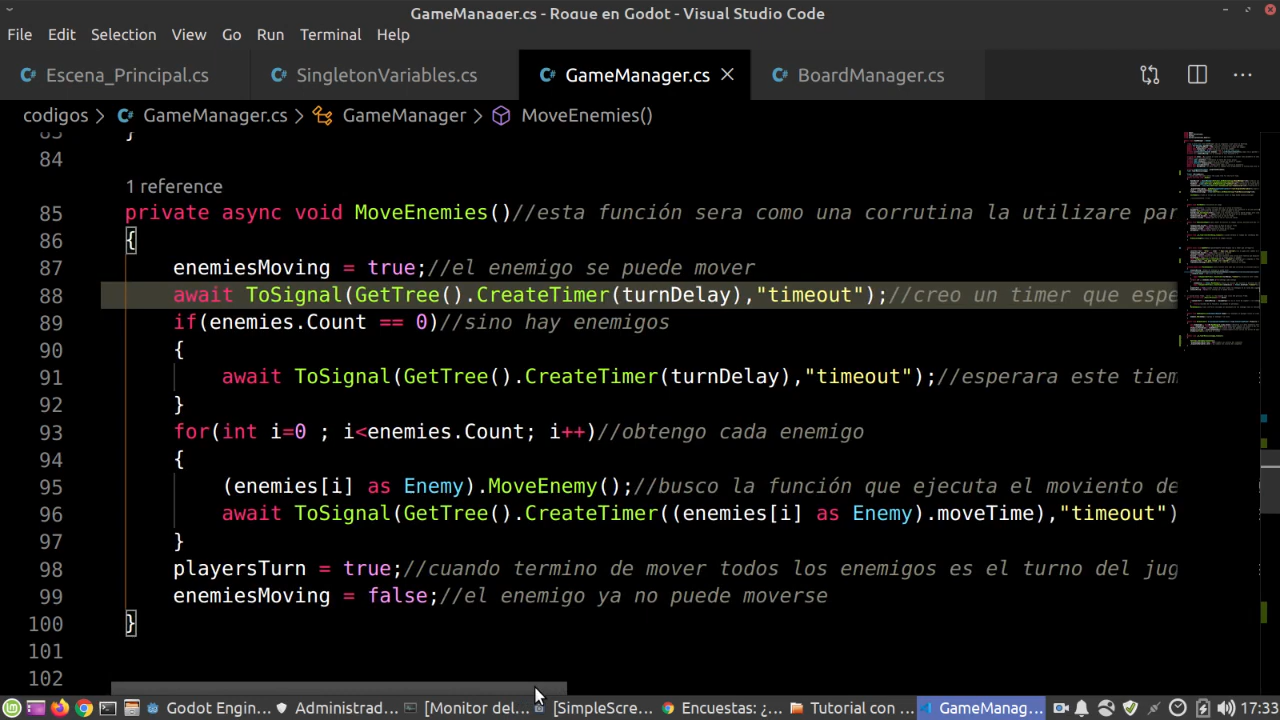 GameManager.cs - Rogue en Godot - Visual Studio Code
File Edit Selection View Go Run Terminal Help
Escena_Principal.cs SingletonVariables.cs GameManager.cs BoardManager.cs
codigos > GameManager.cs > GameManager > MoveEnemies()
83 }
84
1 reference
85 private async void MoveEnemies()//esta función sera como una corrutina la utilizare par
86 {
87 enemiesMoving = true;//el enemigo se puede mover
88 await ToSignal(GetTree().CreateTimer(turnDelay),"timeout");//creo un timer que espe
89 if(enemies.Count == 0)//sino hay enemigos
90 {
91 await ToSignal(GetTree().CreateTimer(turnDelay),"timeout");//esperara este tiem
92 }
93 for(int i=0 ; i<enemies.Count; i++)//obtengo cada enemigo
94 {
95 (enemies[i] as Enemy).MoveEnemy();//busco la función que ejecuta el moviento de
96 await ToSignal(GetTree().CreateTimer((enemies[i] as Enemy).moveTime),"timeout")
97 }
98 playersTurn = true;//cuando termino de mover todos los enemigos es el turno del jug
99 enemiesMoving = false;//el enemigo ya no puede moverse
100 }
101
102
Godot Engin... Administrad... [Monitor del... [SimpleScre... Encuestas: ¿... Tutorial con ... GameManag... 17:33